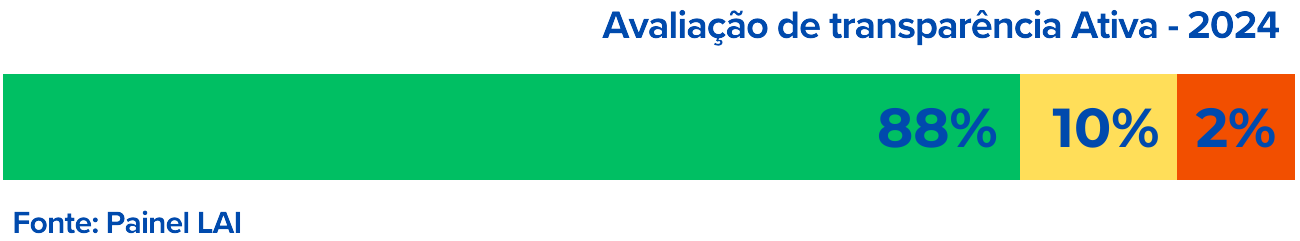 Avaliação de transparência Ativa - 2024
88% 10% 2%
Fonte: Painel LAI